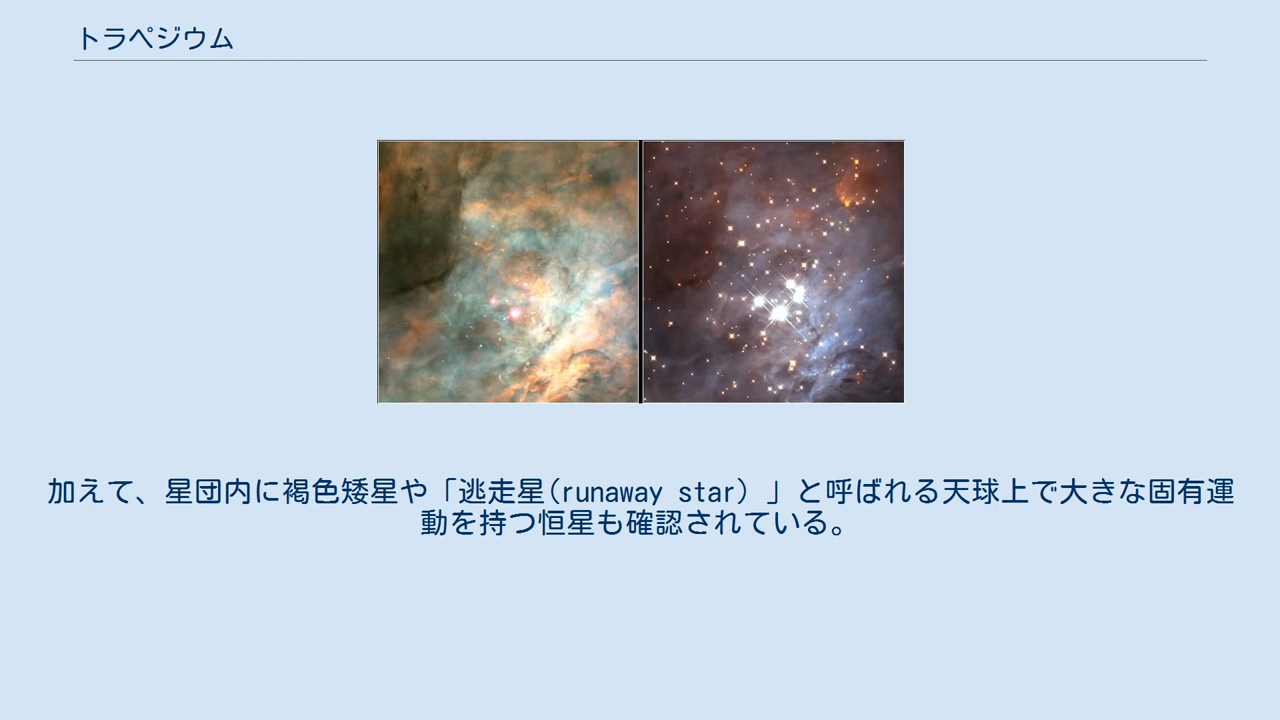 トラペジウム
加えて、星団内に褐色矮星や「逃走星(runaway star) 」と呼ばれる天球上で大きな固有運
動を持つ恒星も確認されている。